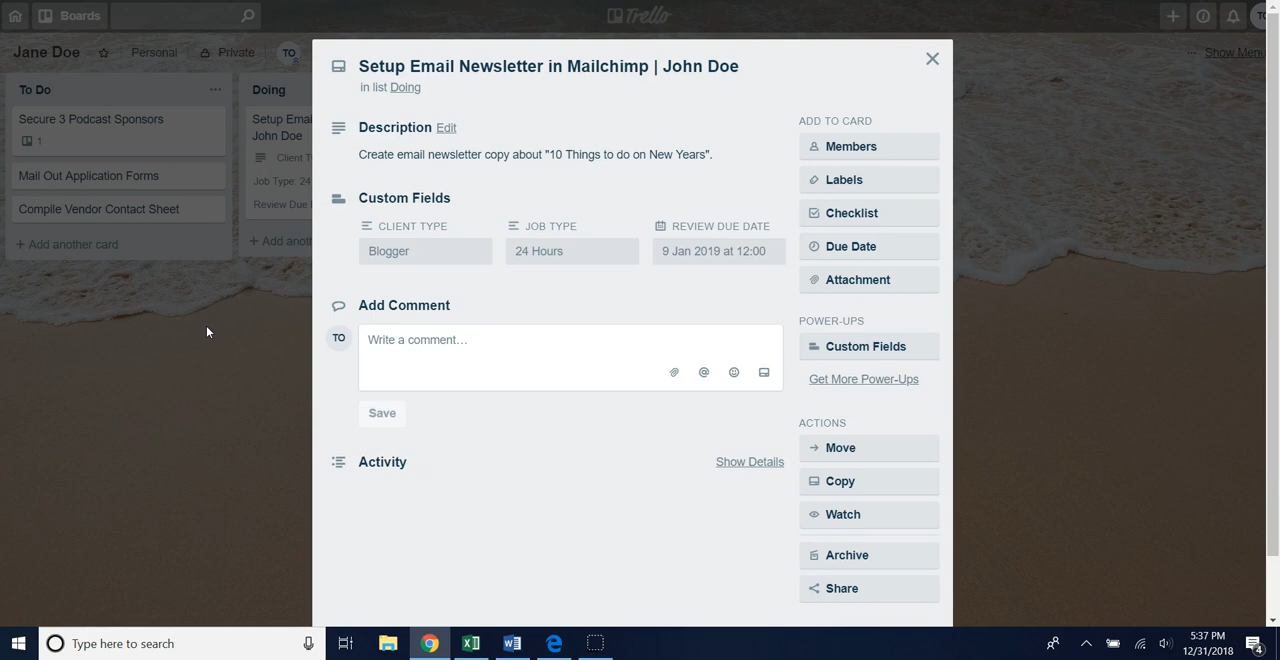 Boards
Trello
TO
Jane Doe
Personal
Private
TO
Show Menu
To Do
Secure 3 Podcast Sponsors
1
Mail Out Application Forms
Compile Vendor Contact Sheet
+ Add another card
Doing
Setup Emai
John Doe
Client T
Job Type: 24
Review Due
+ Add anot
Setup Email Newsletter in Mailchimp | John Doe
in list Doing
Description Edit
Create email newsletter copy about "10 Things to do on New Years".
Custom Fields
CLIENT TYPE JOB TYPE REVIEW DUE DATE
Blogger 24 Hours 9 Jan 2019 at 12:00
Add Comment
TO
Write a comment…
@
Save
Activity Show Details
ADD TO CARD
Members
Labels
Checklist
Due Date
Attachment
POWER-UPS
Custom Fields
Get More Power-Ups
ACTIONS
Move
Copy
Watch
Archive
Share
Type here to search
5:37 PM
12/31/2018
4